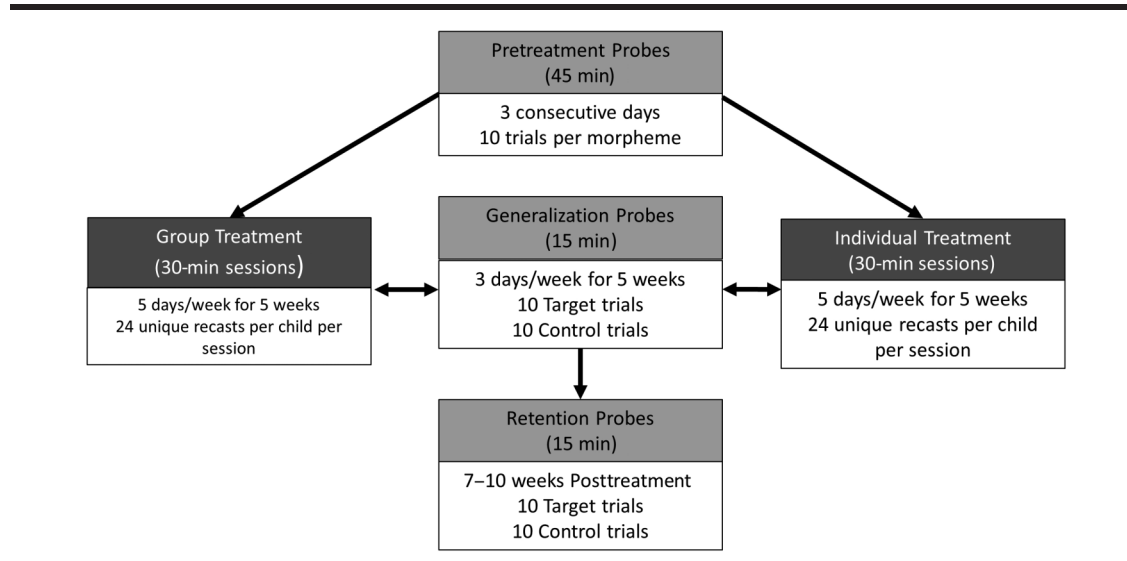 Pretreatment Probes
(45 min)
3 consecutive days
10 trials per morpheme
Group Treatment
(30-min sessions)
5 days/week for 5 weeks
24 unique recasts per child per
session
Generalization Probes
(15 min)
3 days/week for 5 weeks
10 Target trials
10 Control trials
Individual Treatment
(30-min sessions)
5 days/week for 5 weeks
24 unique recasts per child
per session
Retention Probes
(15 min)
7–10 weeks Posttreatment
10 Target trials
10 Control trials